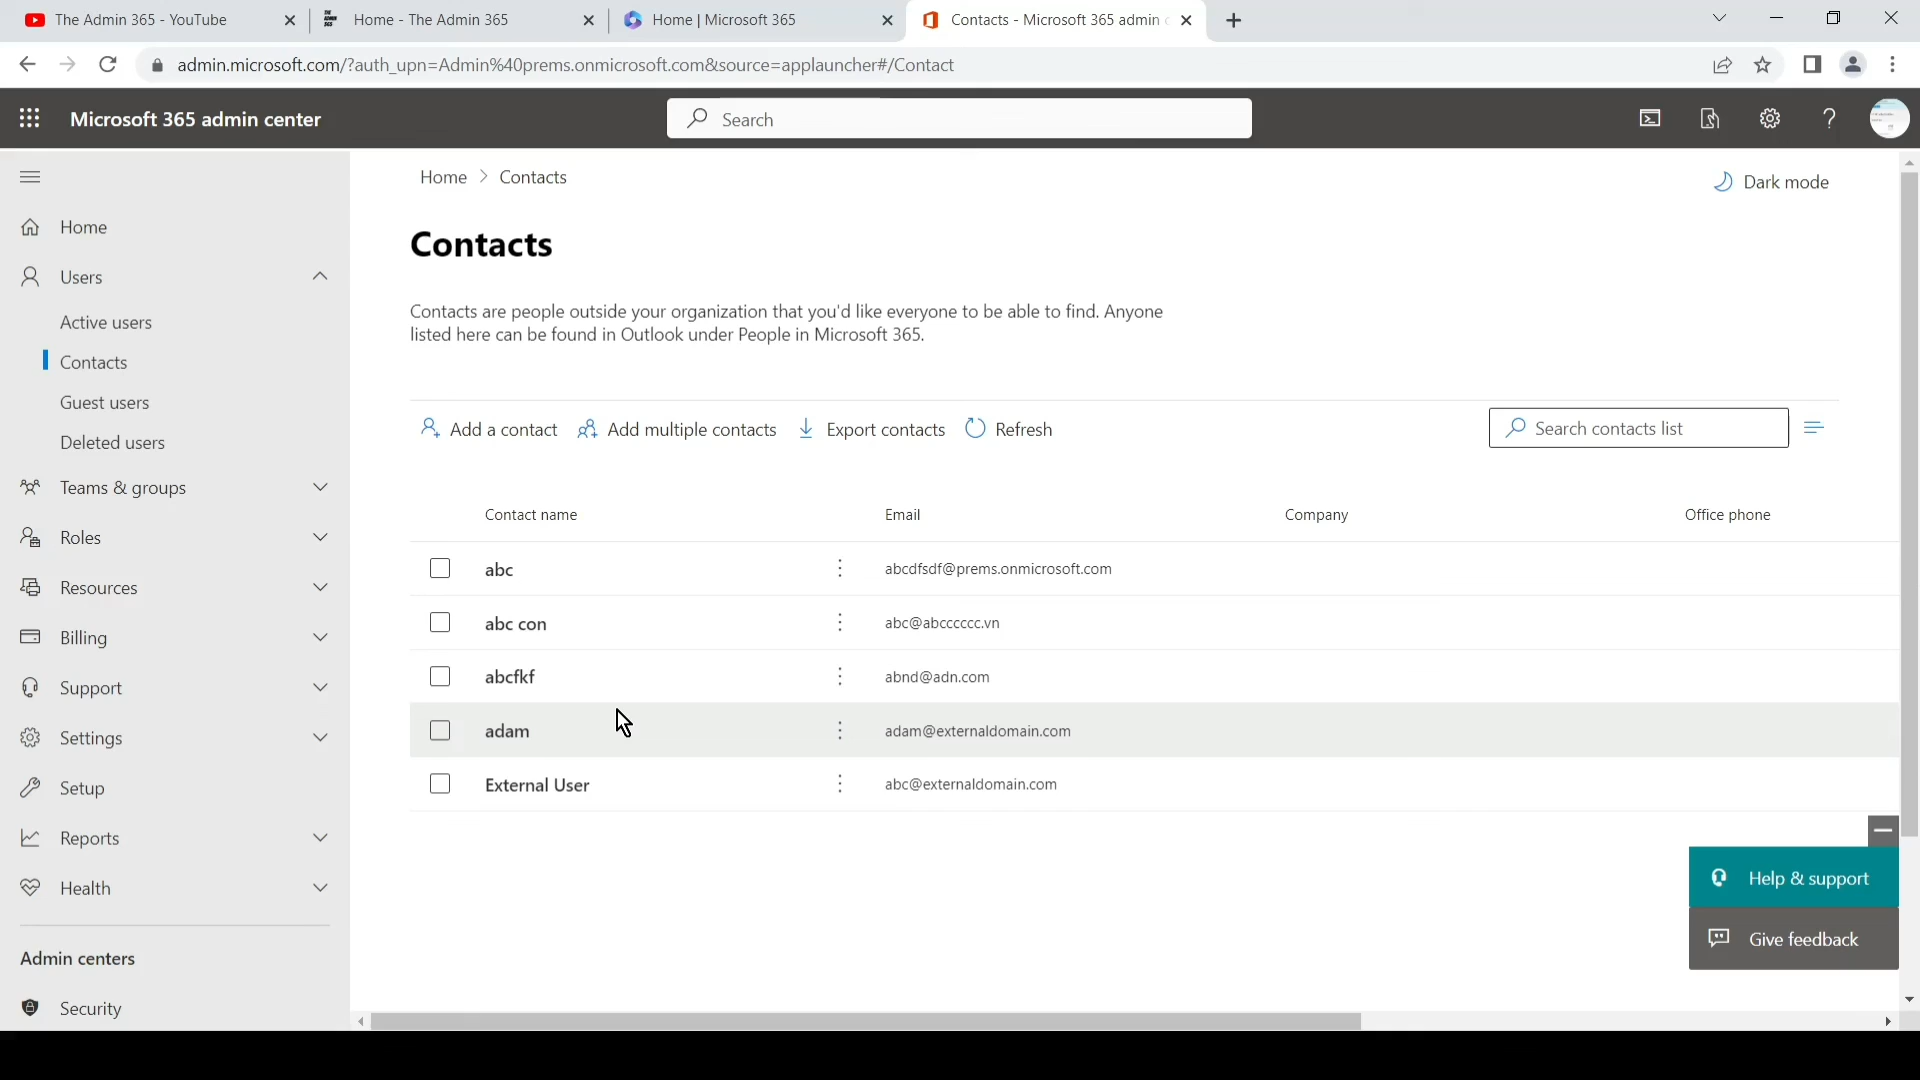 The Admin 365 - YouTube
Home - The Admin 365
Home | Microsoft 365
Contacts - Microsoft 365 admin c
admin.microsoft.com/?auth_upn=Admin%40prems.onmicrosoft.com&source=applauncher#/Contact
Microsoft 365 admin center
Search
Home
Contacts
Dark mode
Home
Users
Active users
Contacts
Guest users
Deleted users
Teams & groups
Roles
Resources
Billing
Support
Settings
Setup
Reports
Health
Admin centers
Security
Contacts
Contacts are people outside your organization that you'd like everyone to be able to find. Anyone
listed here can be found in Outlook under People in Microsoft 365.
Add a contact
Add multiple contacts
Export contacts
Refresh
Search contacts list
Contact name
Email
Company
Office phone
abc
abcdfsdf@prems.onmicrosoft.com
abc con
abc@abcccccc.vn
abcfkf
abnd@adn.com
adam
adam@externaldomain.com
External User
abc@externaldomain.com
Help & support
Give feedback